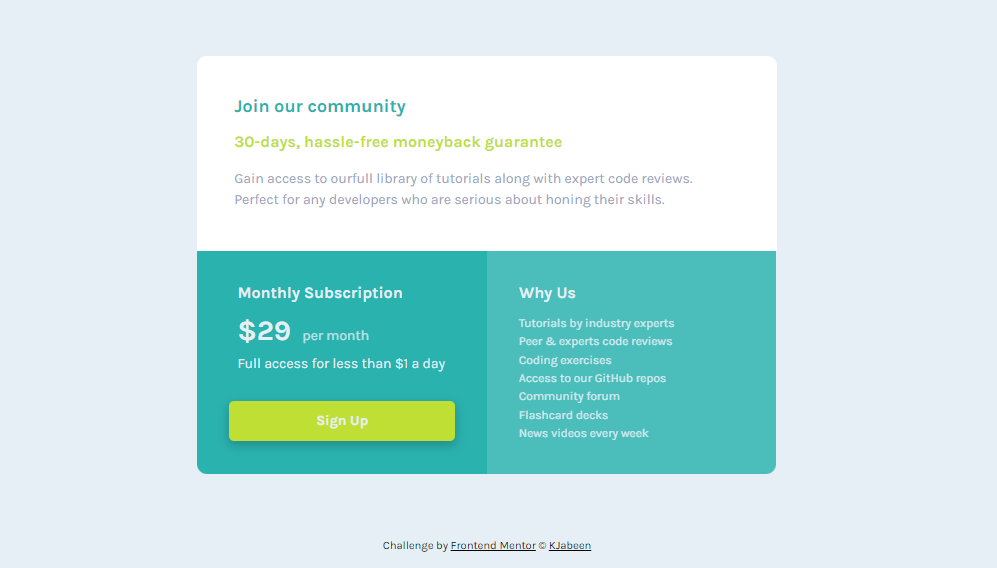 Join our community
30-days, hassle-free moneyback guarantee
Gain access to ourfull library of tutorials along with expert code reviews.
Perfect for any developers who are serious about honing their skills.
Monthly Subscription
$29 per month
Full access for less than $1 a day
Sign Up
Why Us
Tutorials by industry experts
Peer & experts code reviews
Coding exercises
Access to our GitHub repos
Community forum
Flashcard decks
News videos every week
Challenge by Frontend Mentor © KJabeen